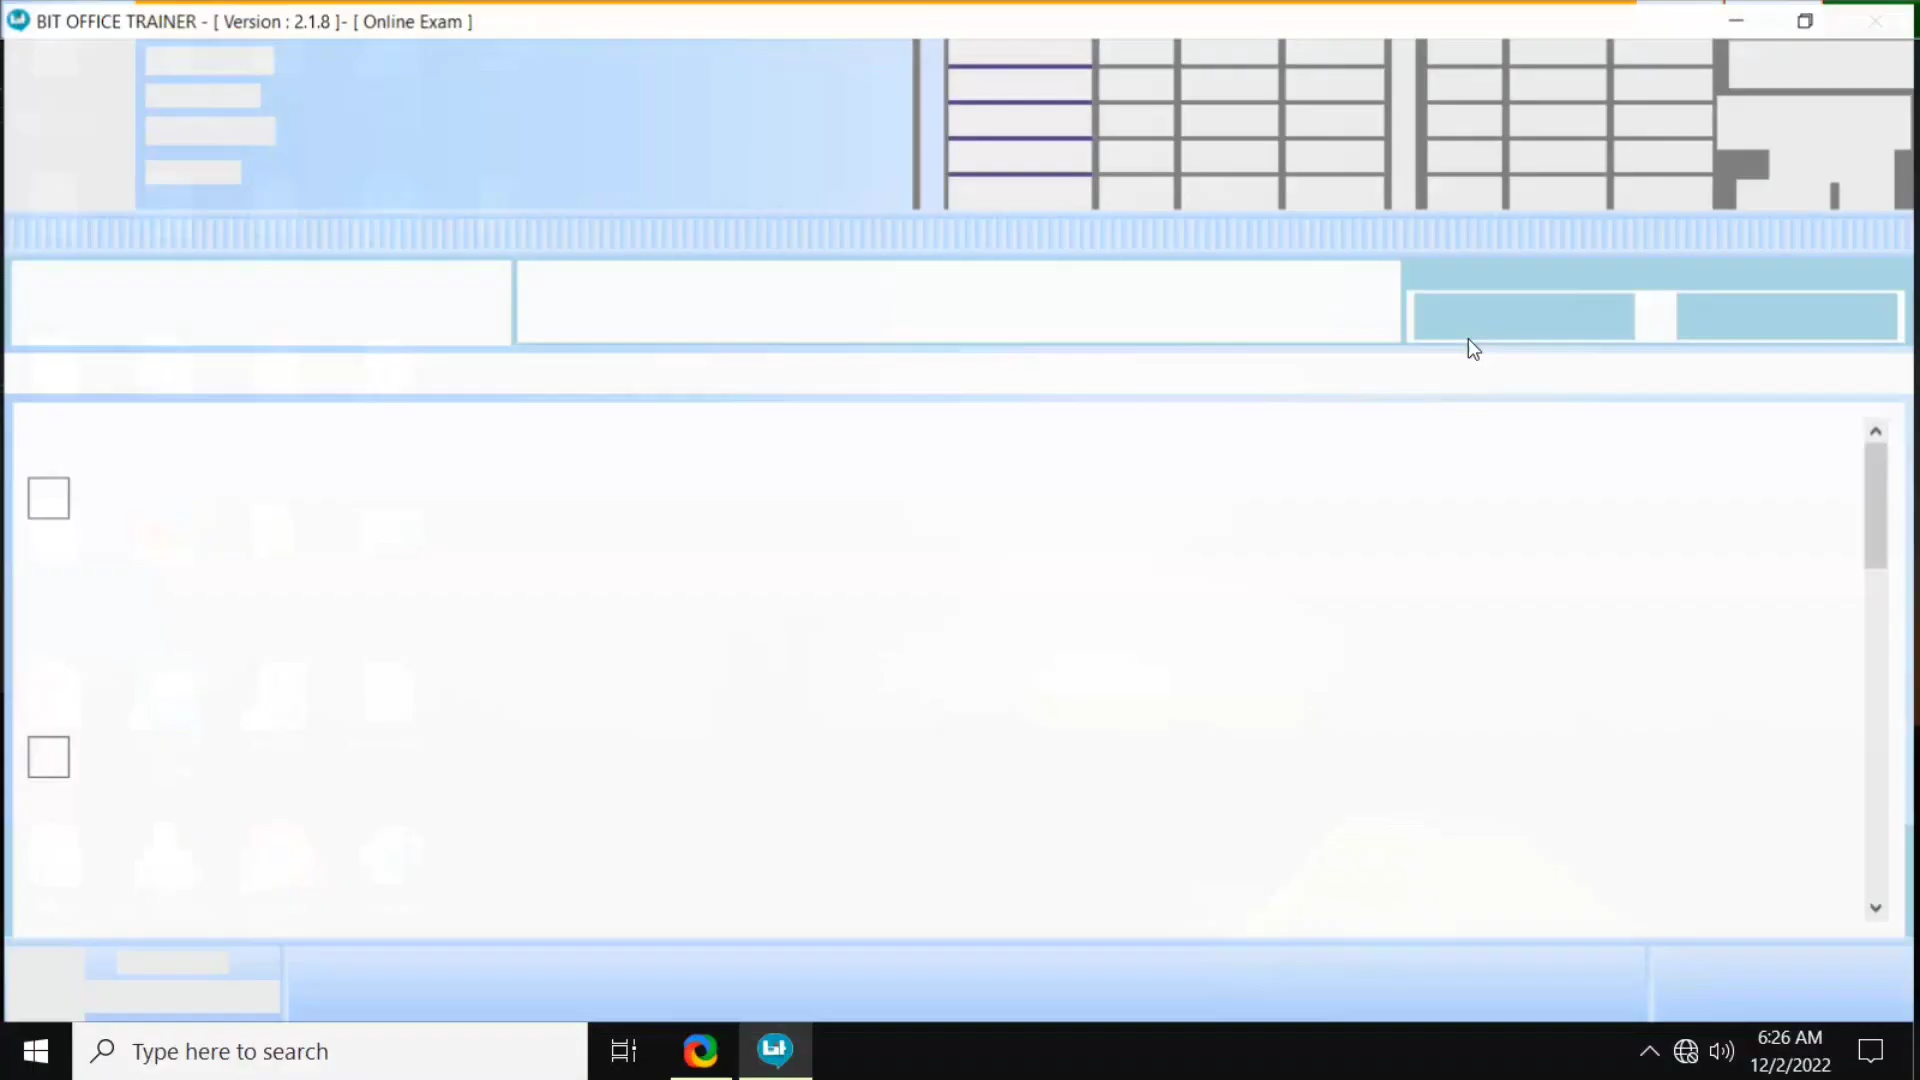 BIT OFFICE TRAINER - [ Version : 2.1.8 ]- [ Online Exam ]
Type here to search
6:26 AM
12/2/2022